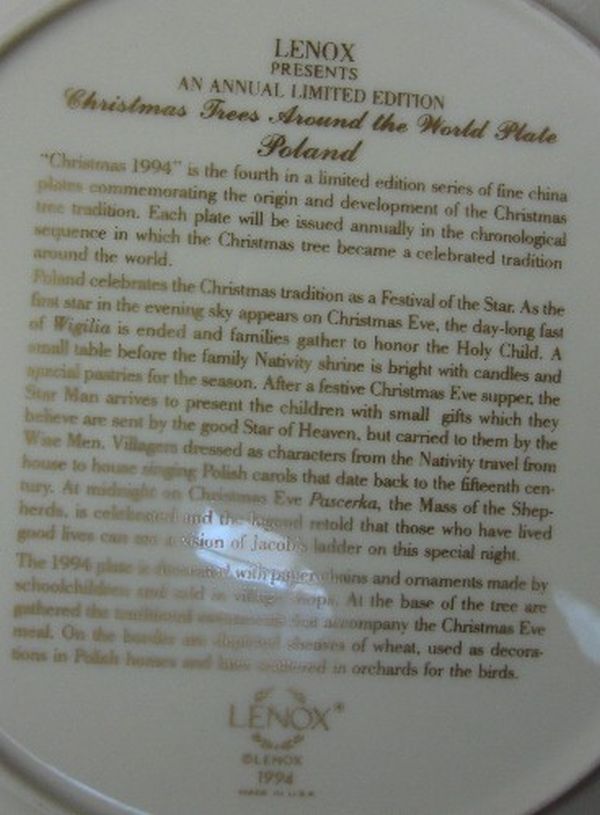 LENOX
PRESENTS
AN ANNUAL LIMITED EDITION
Christmas Trees Around the World Plate
Poland
"Christmas 1994" is the fourth in a limited edition series of fine china
plates commemorating the origin and development of the Christmas
tree tradition. Each plate will be issued annually in the chronological
sequence in which the Christmas tree became a celebrated tradition
around the world.
Poland celebrates the Christmas tradition as a Festival of the Star. As the
first star in the evening sky appears on Christmas Eve, the day-long fast
of Wigilia is ended and families gather to honor the Holy Child. A
small table before the family Nativity shrine is bright with candles and
special pastries for the season. After a festive Christmas Eve supper, the
Star Man arrives to present the children with small gifts which they
believe are sent by the good Star of Heaven, but carried to them by the
Wise Men. Villagers dressed as characters from the Nativity travel from
house to house singing Polish carols that date back to the fifteenth cen-
tury. At midnight on Christmas Eve Pascerka, the Mass of the Shep-
herds, is celebrated and the legend retold that those who have lived
good lives can see a vision of Jacob's ladder on this special night.
The 1994 plate is decorated with paper chains and ornaments made by
schoolchildren and sold in village shops. At the base of the tree are
gathered the traditional that accompany the Christmas Eve
meal. On the border are sheaves of wheat, used as decora-
tions in Polish homes and later in orchards for the birds.
LENOX®
©LENOX
1994
MADE IN U.S.A.